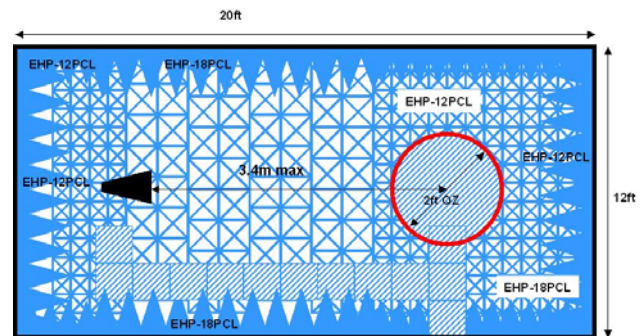 20ft
EHP-12PCL
EHP-18PCL
EHP-12PCL
EHP-12PCL
EHP-12PCL
3.4m max
2ft QZ
12ft
EHP-18PCL
EHP-18PCL